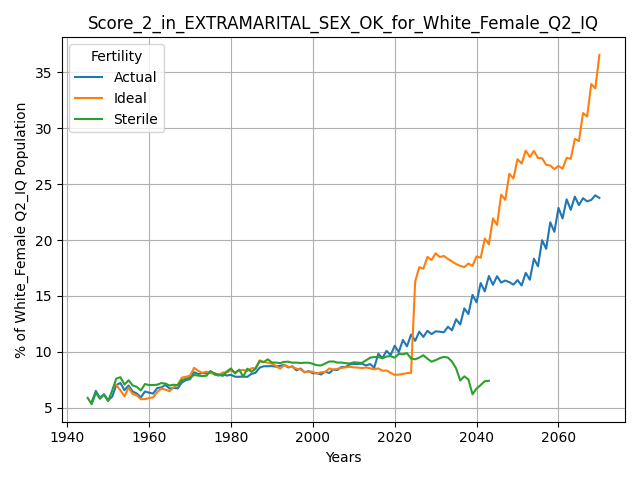 Score_2_in_EXTRAMARITAL_SEX_OK_for_White_Female_Q2_IQ
Fertility
Actual
Ideal
Sterile
% of White_Female Q2_IQ Population
35
30
25
20
15
10
5
1940
1960
1980
2000
2020
2040
2060
Years